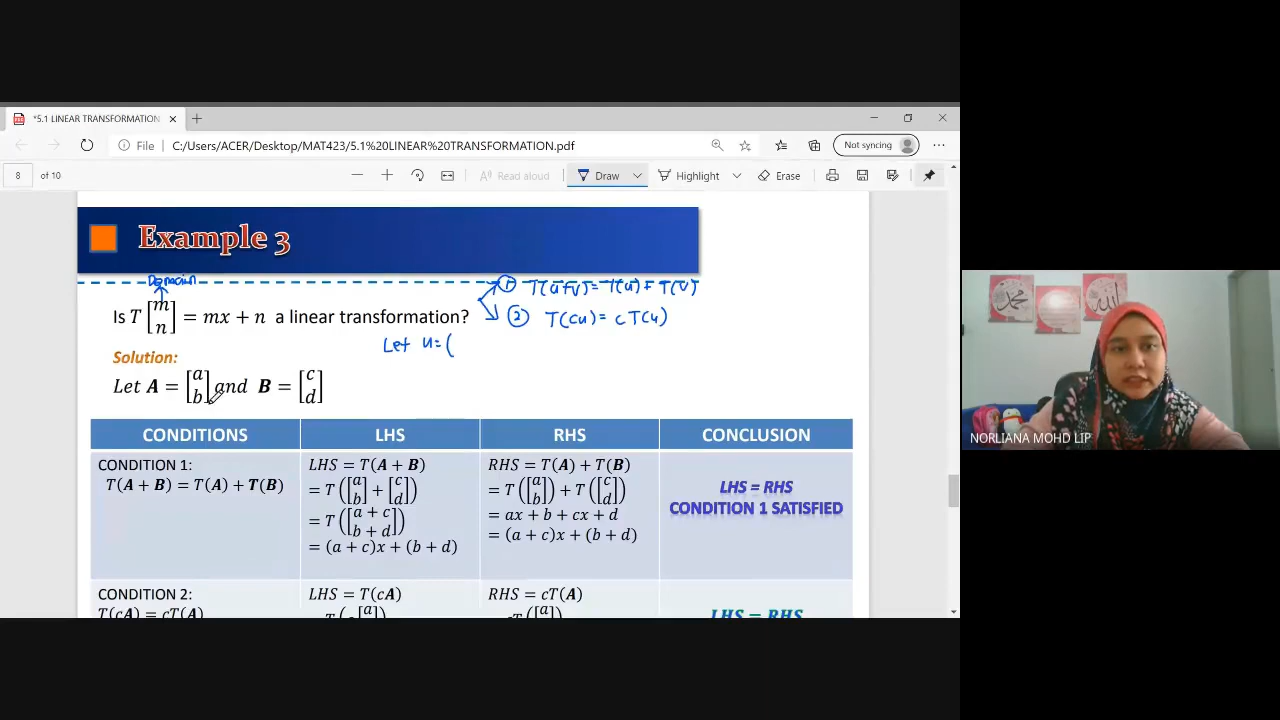 *5.1 LINEAR TRANSFORMATION
File C:/Users/ACER/Desktop/MAT423/5.1%20LINEAR%20TRANSFORMATION.pdf Not syncing
8 of 10 Read aloud Draw Highlight Erase
Example 3
Domain
① T(u+v) = T(u) + T(v)
Is T [m n] = mx + n a linear transformation?
② T(cu) = c T(u)
Let u = (
Solution:
Let A = [a b] and B = [c d]
CONDITIONS LHS RHS CONCLUSION
CONDITION 1:
T(A + B) = T(A) + T(B)
LHS = T(A + B)
= T([a b] + [c d])
= T([a + c b + d])
= (a + c)x + (b + d)
RHS = T(A) + T(B)
= T([a b]) + T([c d])
= ax + b + cx + d
= (a + c)x + (b + d)
LHS = RHS
CONDITION 1 SATISFIED
CONDITION 2:
T(cA) = cT(A)
LHS = T(cA)
RHS = cT(A)
LHS = RHS
NORLIANA MOHD LIP